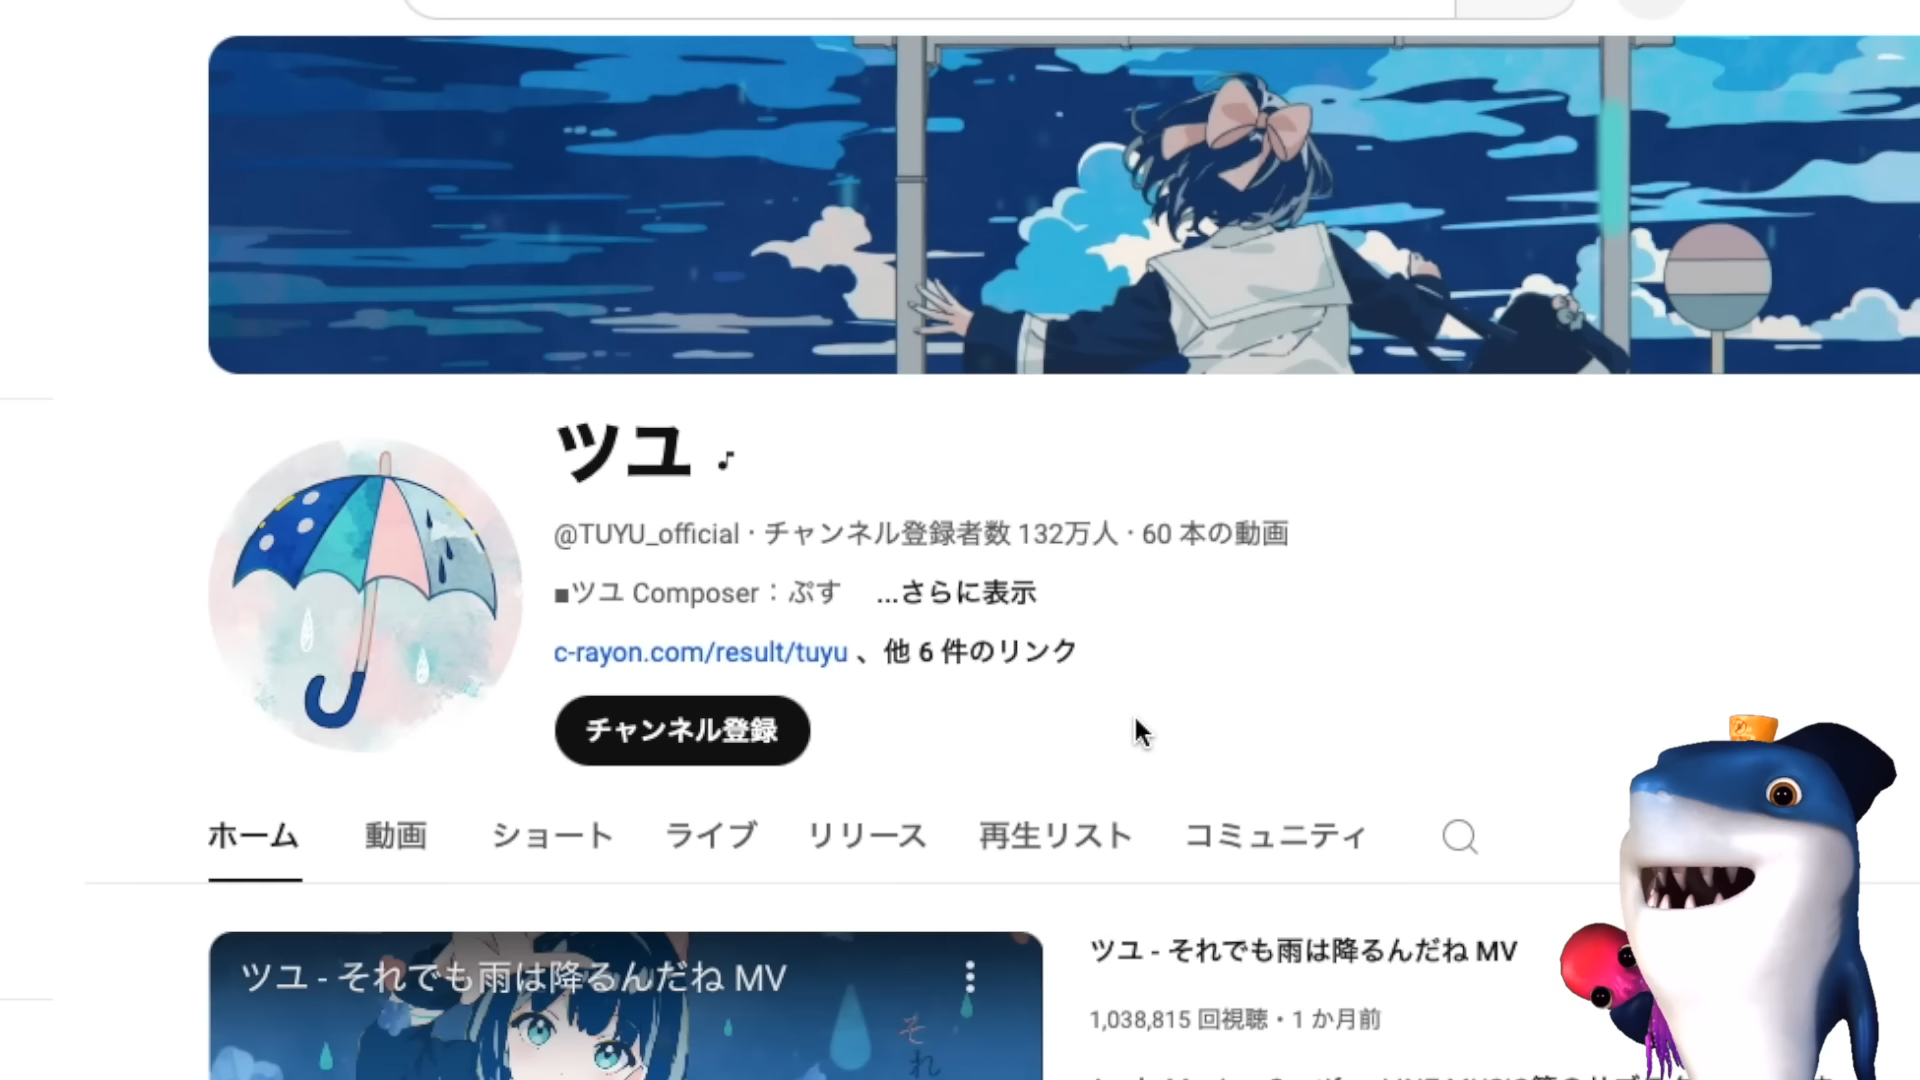 ツユ ♪
@TUYU_official · チャンネル登録者数 132万人 · 60 本の動画
■ツユ Composer：ぷす ...さらに表示
c-rayon.com/result/tuyu 、他 6 件のリンク
チャンネル登録
ホーム 動画 ショート ライブ リリース 再生リスト コミュニティ
ツユ - それでも雨は降るんだね MV
ツユ - それでも雨は降るんだね MV
1,038,815 回視聴・1 か月前
それ